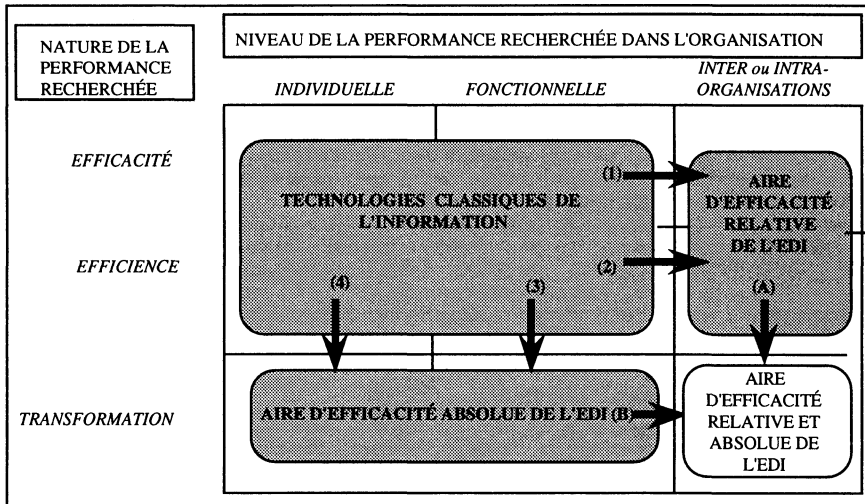 NATURE DE LA
PERFORMANCE
RECHERCHÉE
NIVEAU DE LA PERFORMANCE RECHERCHÉE DANS L'ORGANISATION
INDIVIDUELLE
FONCTIONNELLE
INTER ou INTRA-
ORGANISATIONS
EFFICACITÉ
EFFICIENCE
TRANSFORMATION
TECHNOLOGIES CLASSIQUES DE
L'INFORMATION
(1)
(2)
(3)
(4)
AIRE
D'EFFICACITÉ
RELATIVE
DE L'EDI
(A)
AIRE D'EFFICACITÉ ABSOLUE DE L'EDI (B)
AIRE
D'EFFICACITÉ
RELATIVE ET
ABSOLUE DE
L'EDI